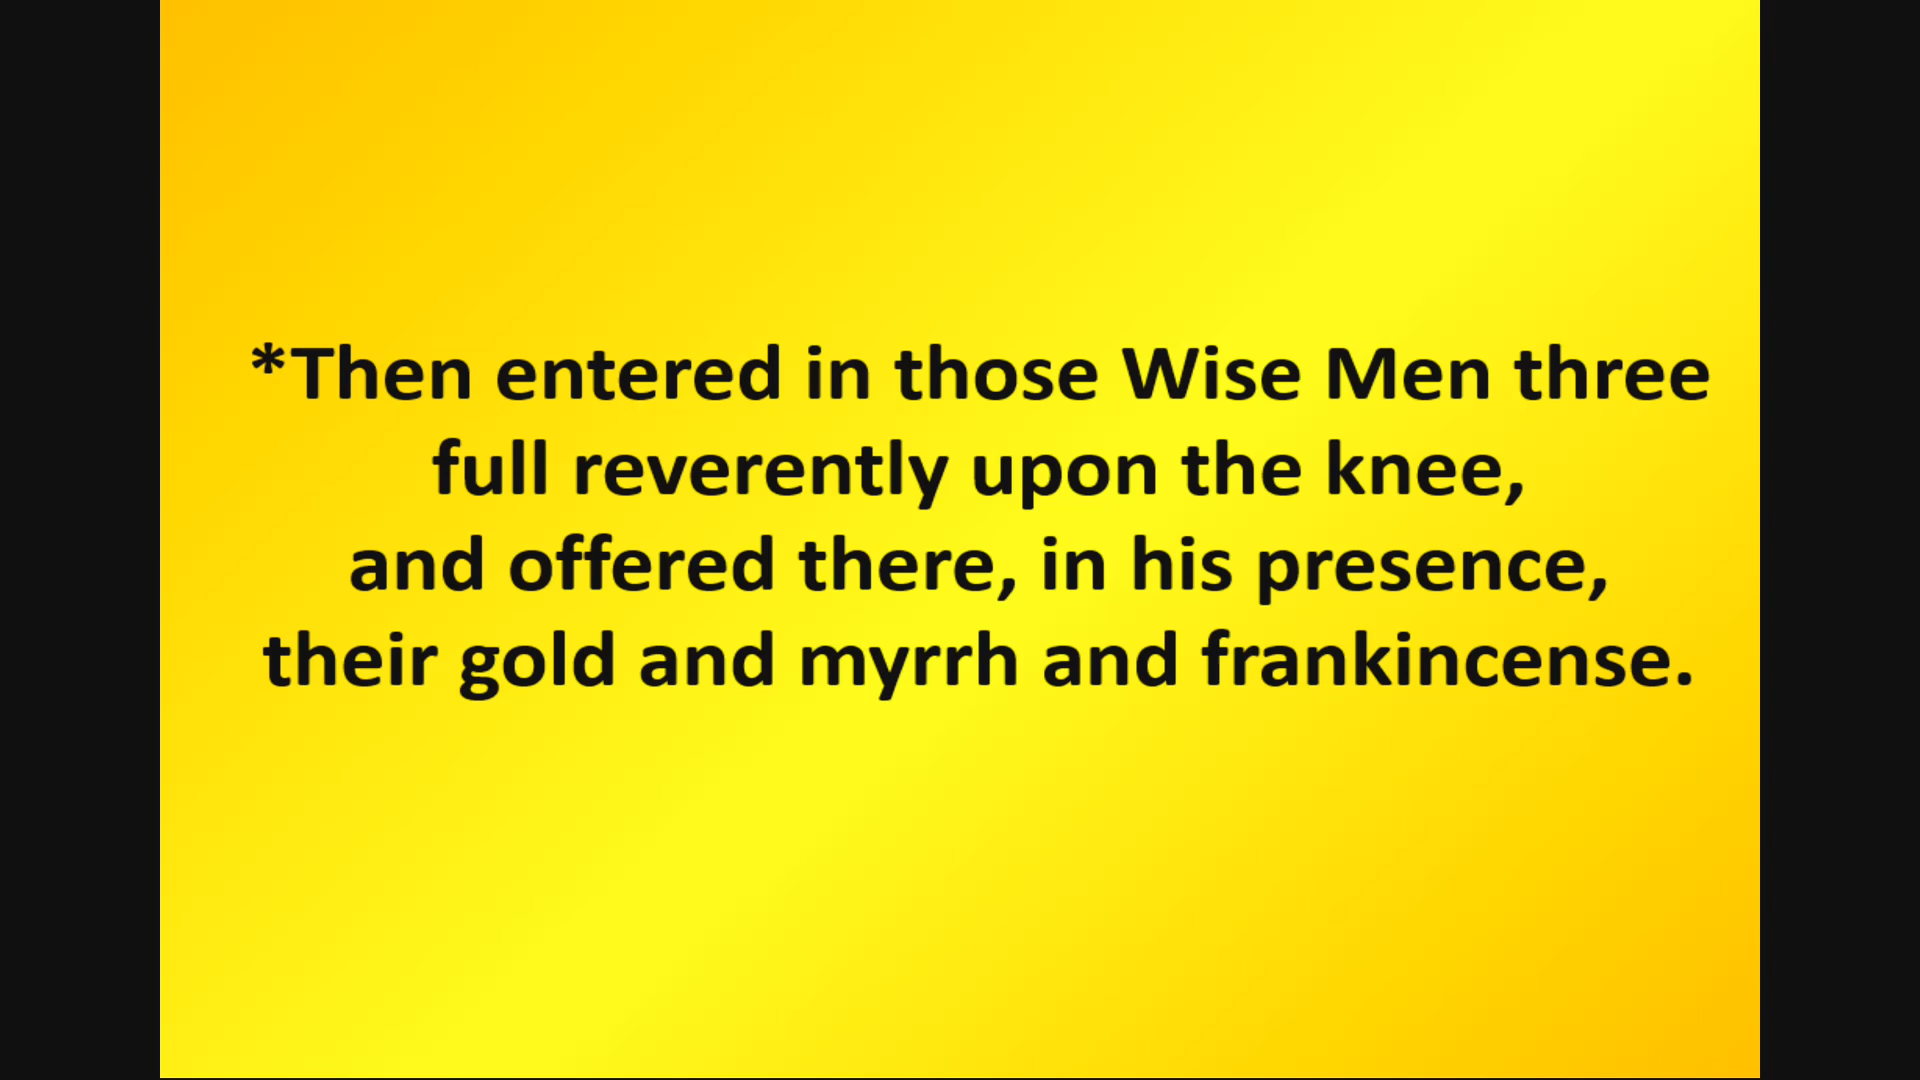 *Then entered in those Wise Men three
full reverently upon the knee,
and offered there, in his presence,
their gold and myrrh and frankincense.